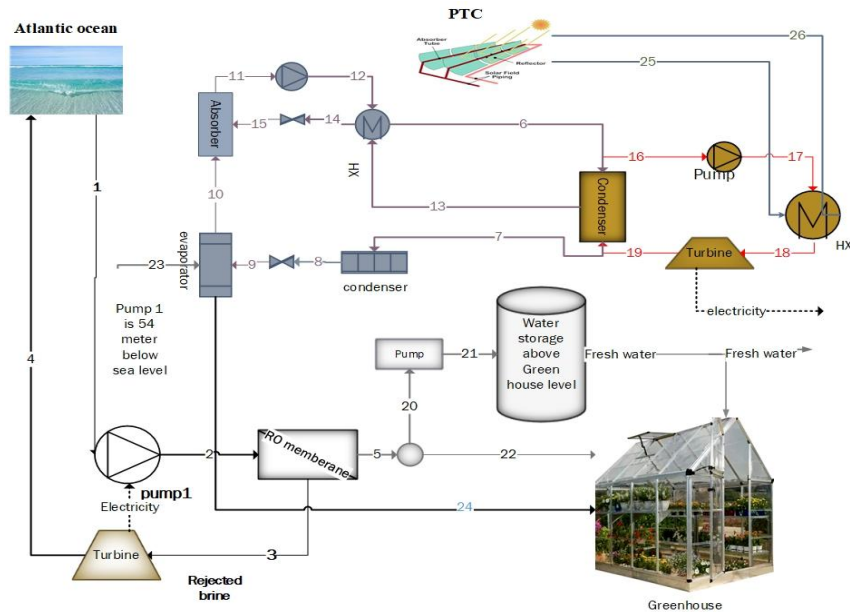 PTC
Atlantic ocean
Absorber
Tube
Reflector
Solar Field
Piping
26
25
11
12
Absorber
15
14
6
HX
16
17
Pump
10
13
Condenser
HX
evaporator
7
19
Turbine
18
23
9
8
condenser
electricity
1
Pump 1
is 54
meter
below
sea level
Water
storage
above
Green
house level
4
Pump
21
Fresh water
Fresh water
20
2
RO memberane
5
22
pump1
Electricity
24
Turbine
3
Rejected
brine
Greenhouse